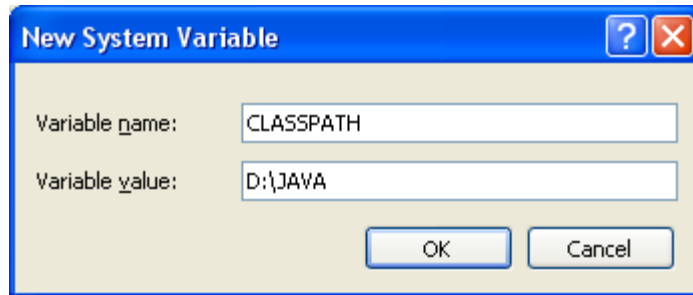 New System Variable
Variable name: CLASSPATH
Variable value: D:\JAVA
OK Cancel